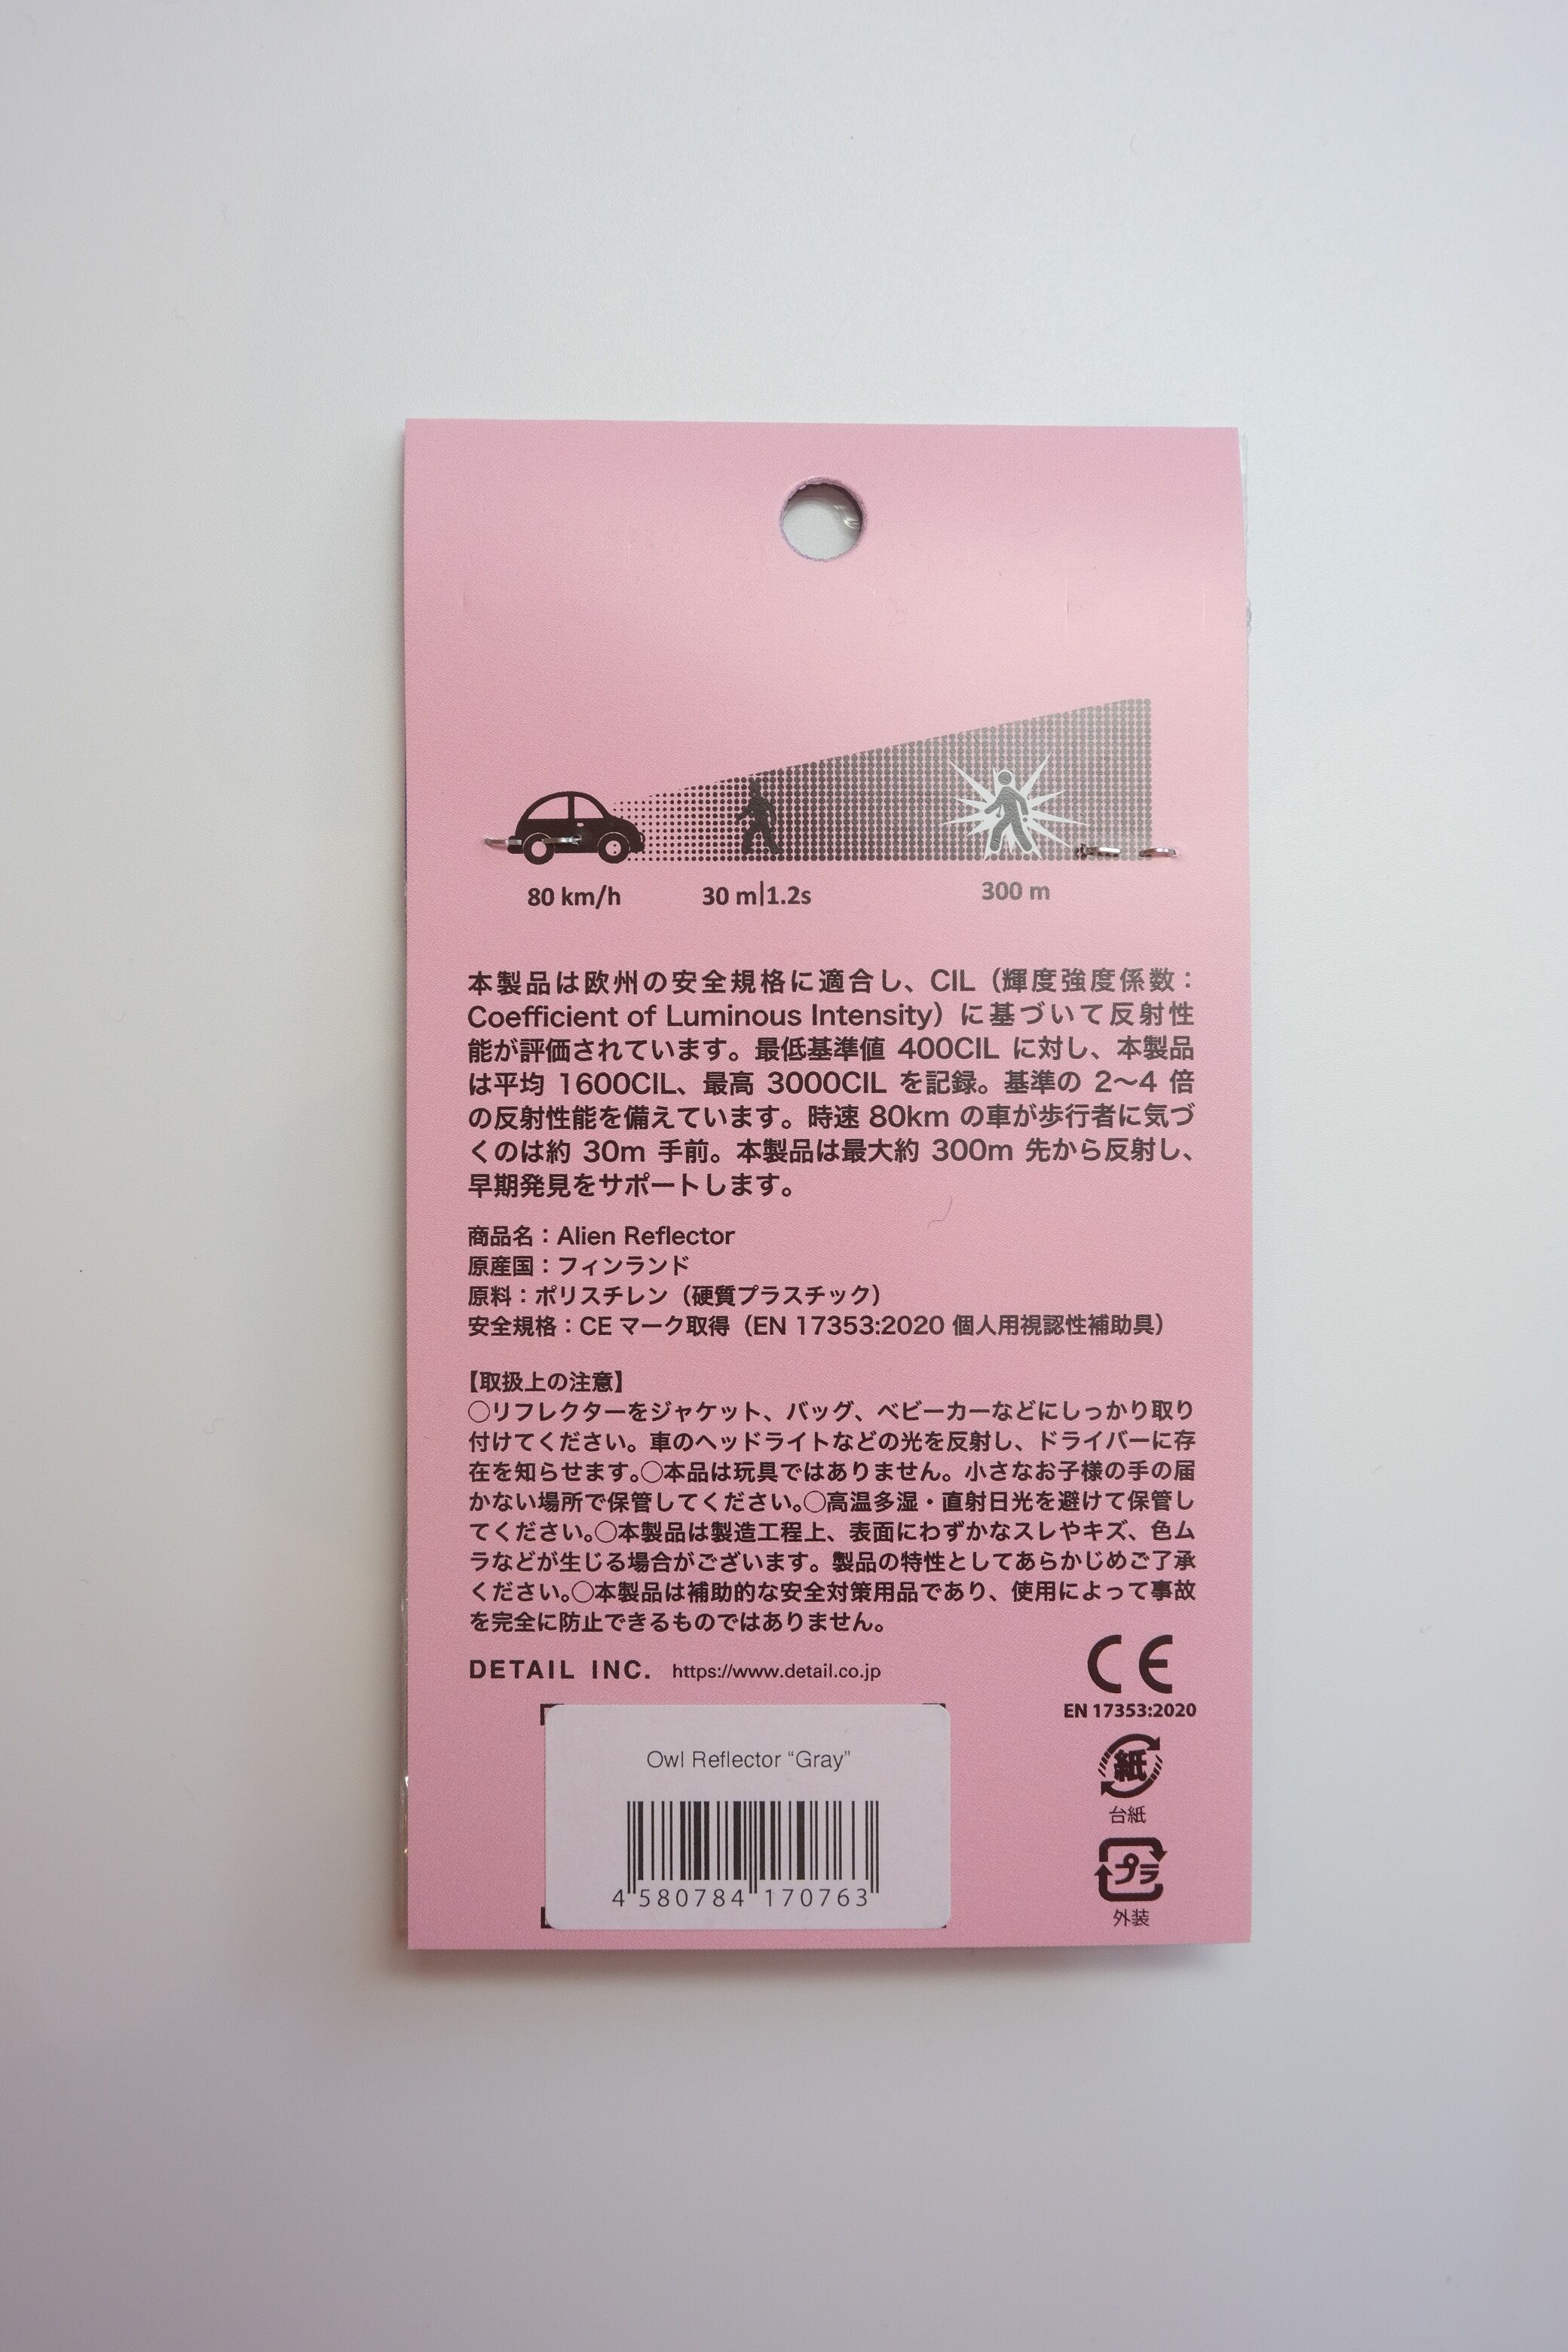 80 km/h
30 m|1.2s
300 m
本製品は欧州の安全規格に適合し、CIL（輝度強度係数：
Coefficient of Luminous Intensity）に基づいて反射性
能が評価されています。最低基準値 400CIL に対し、本製品
は平均 1600CIL、最高 3000CIL を記録。基準の 2〜4 倍
の反射性能を備えています。時速 80km の車が歩行者に気づ
くのは約 30m 手前。本製品は最大約 300m 先から反射し、
早期発見をサポートします。
商品名：Alien Reflector
原産国：フィンランド
原料：ポリスチレン（硬質プラスチック）
安全規格：CE マーク取得（EN 17353:2020 個人用視認性補助具）
【取扱上の注意】
○リフレクターをジャケット、バッグ、ベビーカーなどにしっかり取り
付けてください。車のヘッドライトなどの光を反射し、ドライバーに存
在を知らせます。○本品は玩具ではありません。小さなお子様の手の届
かない場所で保管してください。○高温多湿・直射日光を避けて保管し
てください。○本製品は製造工程上、表面にわずかなスレやキズ、色ム
ラなどが生じる場合がございます。製品の特性としてあらかじめご了承
ください。○本製品は補助的な安全対策用品であり、使用によって事故
を完全に防止できるものではありません。
DETAIL INC. https://www.detail.co.jp
CE
EN 17353:2020
紙
台紙
プラ
外装
Owl Reflector “Gray”
4 580784 170763